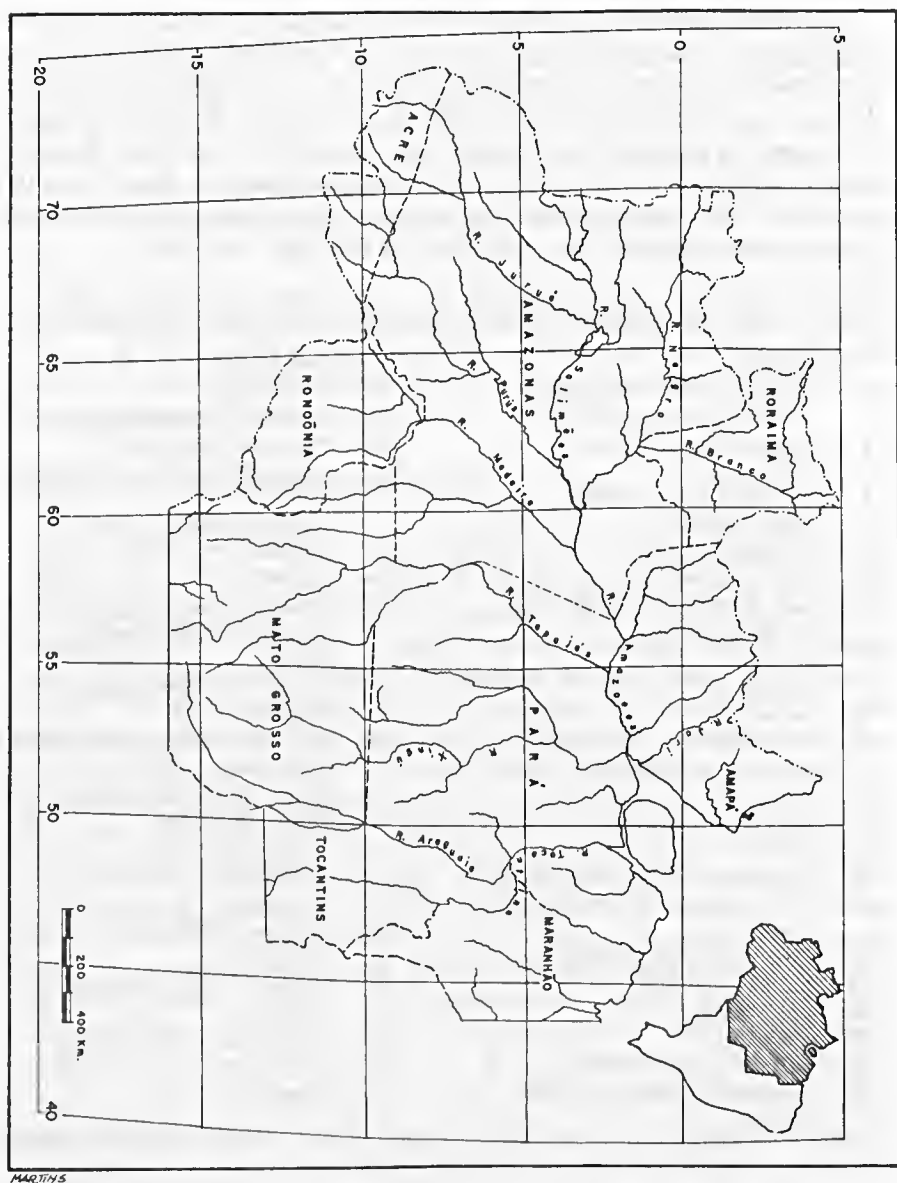 20
15
10
5
0
5
70
65
60
55
50
40
ACRE
AMAZONAS
RORAIMA
RONDÔNIA
MATO GROSSO
PARÁ
AMAPÁ
TOCANTINS
MARANHÃO
R. Juruá
R. Purus
R. Madeira
R. Solimões
R. Negro
R. Branco
R. Amazonas
R. Tapajó
R. Xingu
R. Jari
R. Araguaia
R. Tocantins
0 200 400 Km.
MARTINS